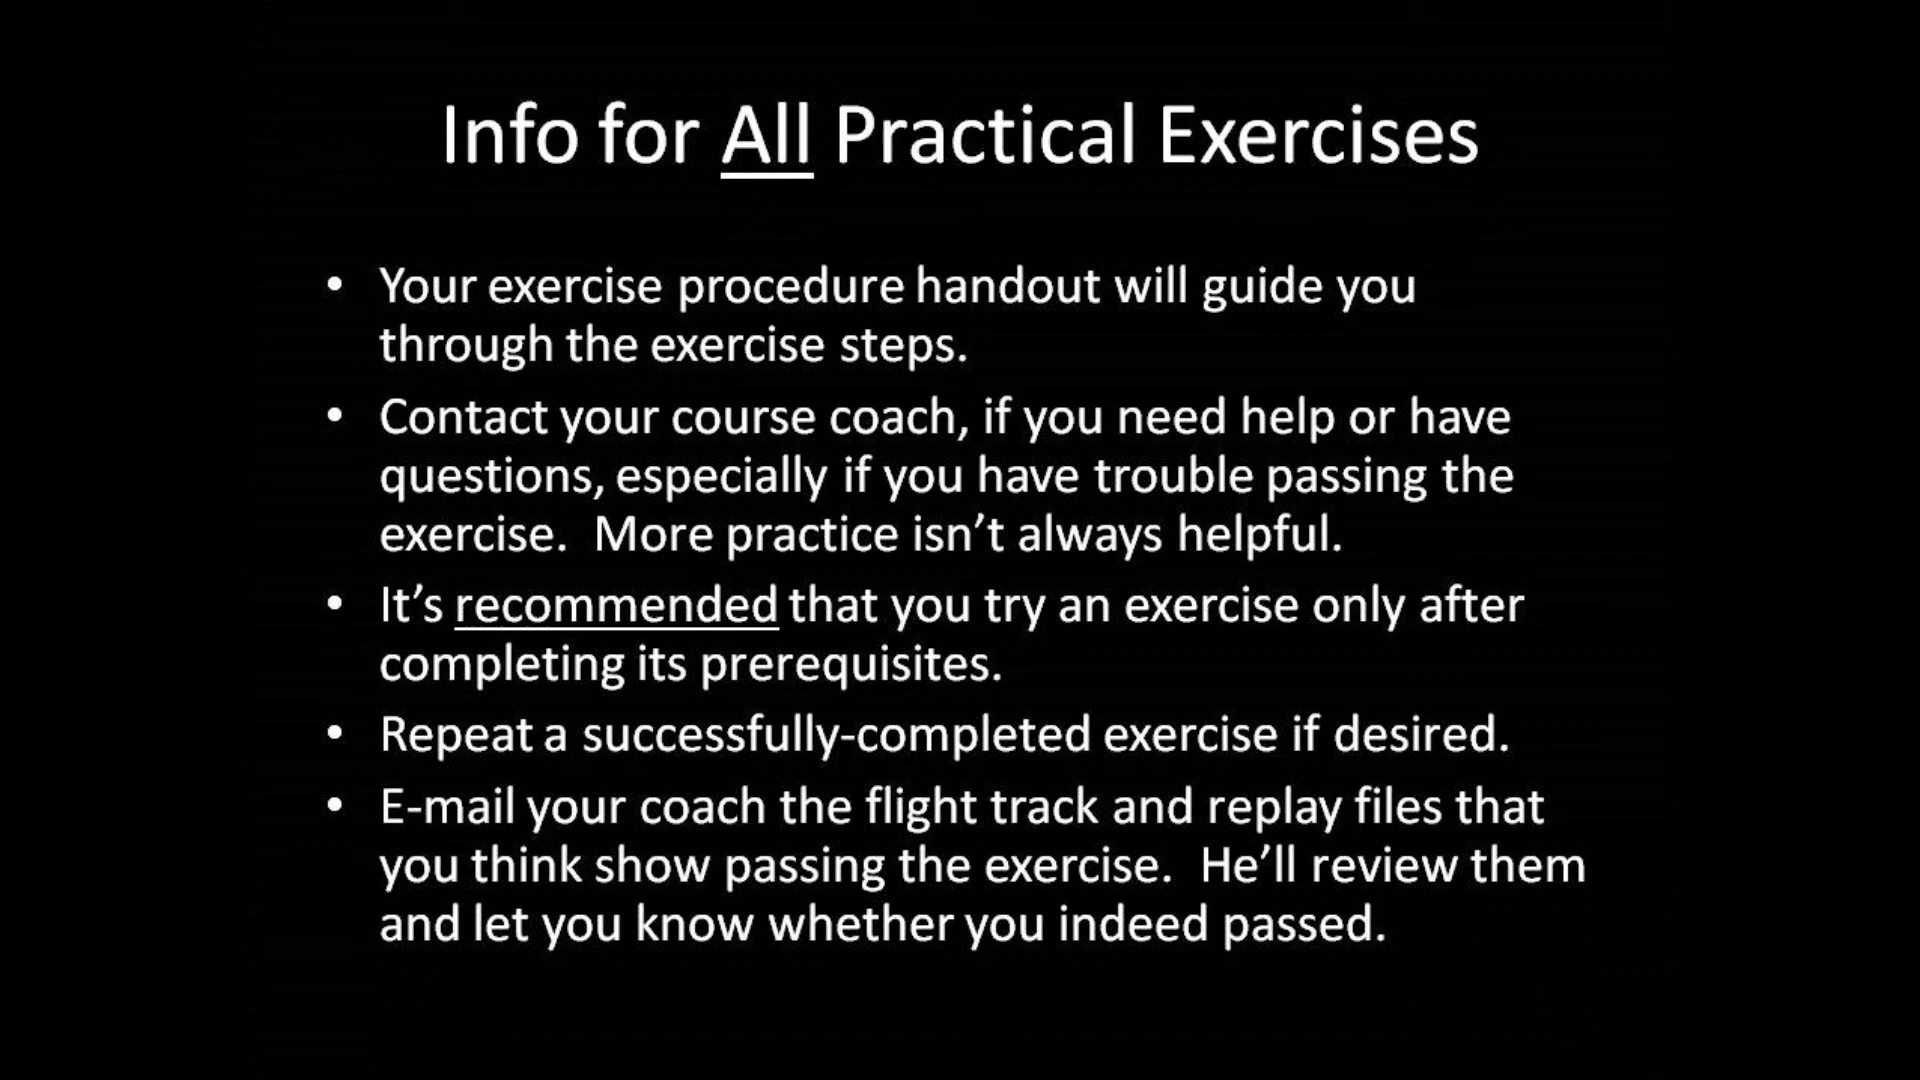 Info for All Practical Exercises
• Your exercise procedure handout will guide you
through the exercise steps.
• Contact your course coach, if you need help or have
questions, especially if you have trouble passing the
exercise.  More practice isn’t always helpful.
• It’s recommended that you try an exercise only after
completing its prerequisites.
• Repeat a successfully-completed exercise if desired.
• E-mail your coach the flight track and replay files that
you think show passing the exercise.  He’ll review them
and let you know whether you indeed passed.